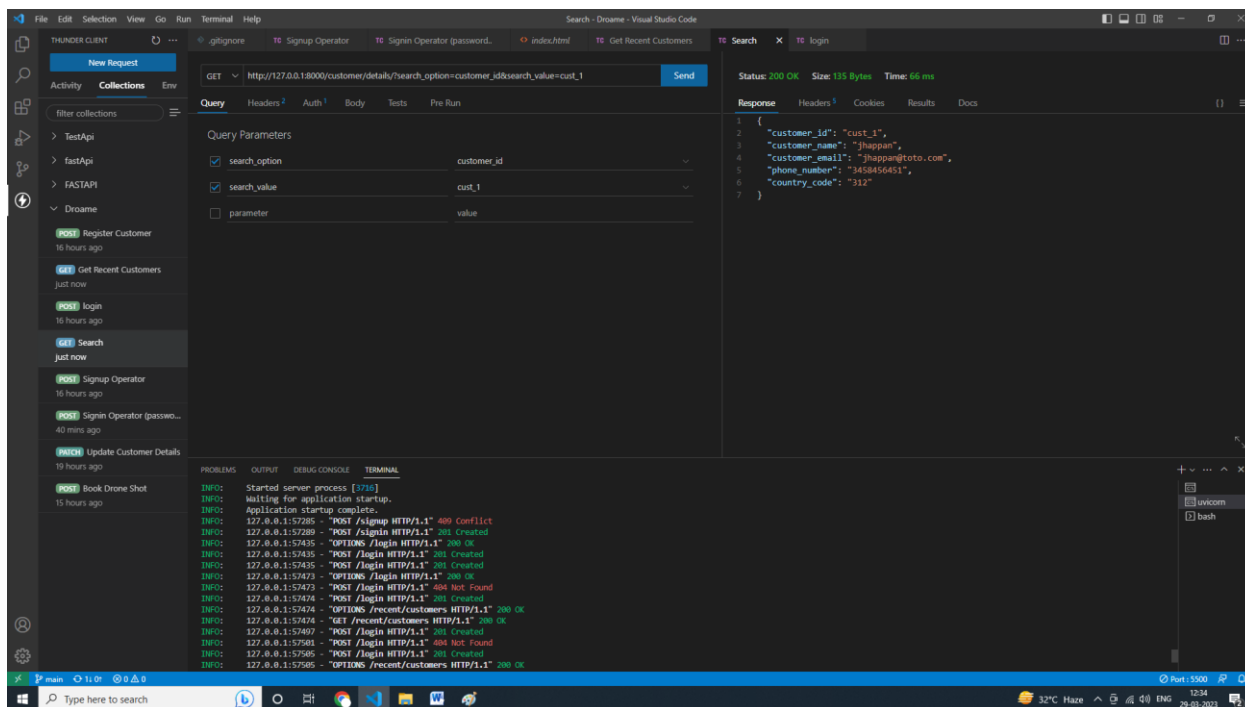 File Edit Selection View Go Run Terminal Help
Search - Droame - Visual Studio Code
THUNDER CLIENT
.gitignore
TC Signup Operator
TC Signin Operator (password..
index.html
TC Get Recent Customers
TC Search
TC login
New Request
Activity Collections Env
filter collections
TestApi
fastApi
FASTAPI
Droame
POST Register Customer
16 hours ago
GET Get Recent Customers
just now
POST login
16 hours ago
GET Search
just now
POST Signup Operator
16 hours ago
POST Signin Operator (passwo...
40 mins ago
PATCH Update Customer Details
19 hours ago
POST Book Drone Shot
15 hours ago
GET http://127.0.0.1:8000/customer/details/?search_option=customer_id&search_value=cust_1 Send
Query Headers 2 Auth 1 Body Tests Pre Run
Query Parameters
search_option customer_id
search_value cust_1
parameter value
Status: 200 OK Size: 135 Bytes Time: 66 ms
Response Headers 5 Cookies Results Docs
1 {
2 "customer_id": "cust_1",
3 "customer_name": "jhappan",
4 "customer_email": "jhappan@toto.com",
5 "phone_number": "3458456451",
6 "country_code": "312"
7 }
PROBLEMS OUTPUT DEBUG CONSOLE TERMINAL
INFO: Started server process [3716]
INFO: Waiting for application startup.
INFO: Application startup complete.
INFO: 127.0.0.1:57285 - "POST /signup HTTP/1.1" 409 Conflict
INFO: 127.0.0.1:57289 - "POST /signin HTTP/1.1" 201 Created
INFO: 127.0.0.1:57435 - "OPTIONS /login HTTP/1.1" 200 OK
INFO: 127.0.0.1:57435 - "POST /login HTTP/1.1" 201 Created
INFO: 127.0.0.1:57435 - "POST /login HTTP/1.1" 201 Created
INFO: 127.0.0.1:57473 - "OPTIONS /login HTTP/1.1" 200 OK
INFO: 127.0.0.1:57473 - "POST /login HTTP/1.1" 404 Not Found
INFO: 127.0.0.1:57474 - "POST /login HTTP/1.1" 201 Created
INFO: 127.0.0.1:57474 - "OPTIONS /recent/customers HTTP/1.1" 200 OK
INFO: 127.0.0.1:57474 - "GET /recent/customers HTTP/1.1" 200 OK
INFO: 127.0.0.1:57497 - "POST /login HTTP/1.1" 201 Created
INFO: 127.0.0.1:57501 - "POST /login HTTP/1.1" 404 Not Found
INFO: 127.0.0.1:57505 - "POST /login HTTP/1.1" 201 Created
INFO: 127.0.0.1:57505 - "OPTIONS /recent/customers HTTP/1.1" 200 OK
uvicorn
bash
main 1↓ 0↑ 0 0
Port : 5500
Type here to search
32°C Haze
ENG
12:34
29-03-2023